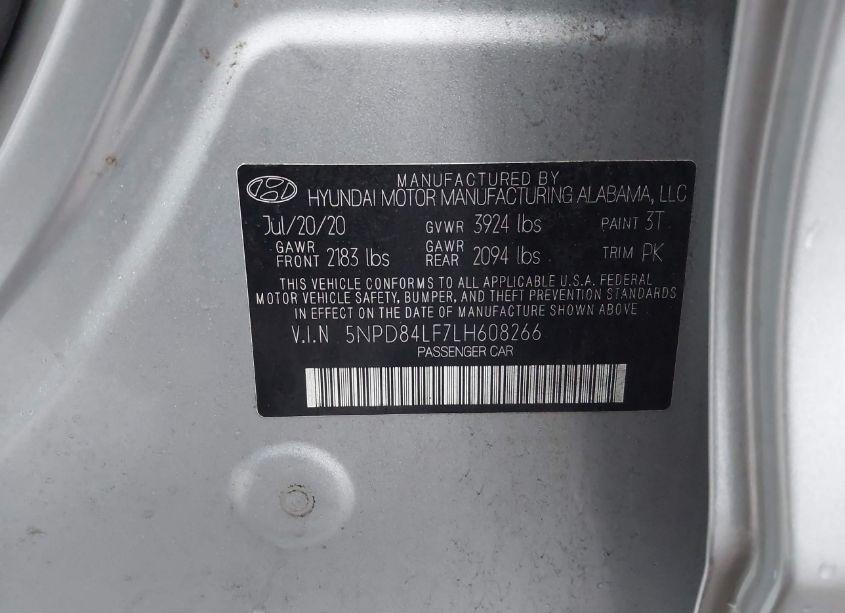 MANUFACTURED BY
HYUNDAI MOTOR MANUFACTURING ALABAMA, LLC
Jul/20/20 GVWR 3924 lbs PAINT 3T
GAWR FRONT 2183 lbs GAWR REAR 2094 lbs TRIM PK
THIS VEHICLE CONFORMS TO ALL APPLICABLE U.S.A. FEDERAL
MOTOR VEHICLE SAFETY, BUMPER, AND THEFT PREVENTION STANDARDS
IN EFFECT ON THE DATE OF MANUFACTURE SHOWN ABOVE
V.I.N 5NPD84LF7LH608266
PASSENGER CAR